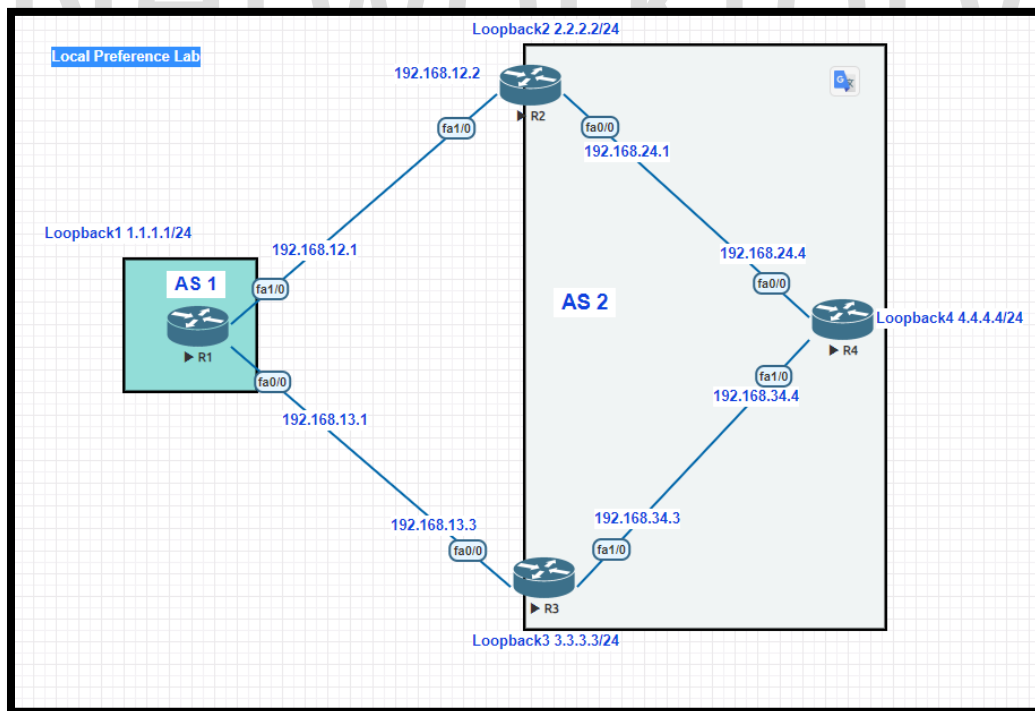 Loopback2 2.2.2.2/24
Local Preference Lab
192.168.12.2
R2
fa1/0
fa0/0
192.168.24.1
Loopback1 1.1.1.1/24
192.168.12.1
192.168.24.4
AS 1
fa1/0
fa0/0
AS 2
R1
Loopback4 4.4.4.4/24
R4
fa0/0
fa1/0
192.168.34.4
192.168.13.1
192.168.13.3
192.168.34.3
fa0/0
fa1/0
R3
Loopback3 3.3.3.3/24